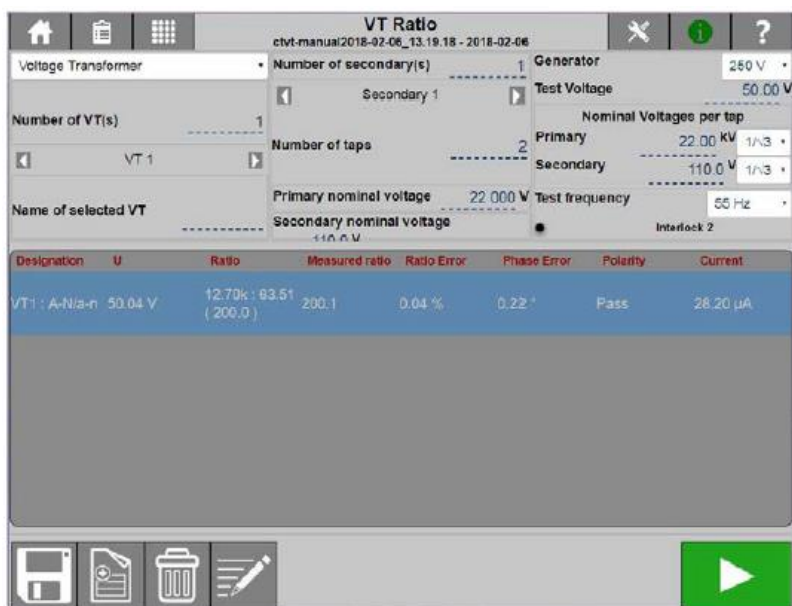 VT Ratio
ctvt-manual2018-02-06_13.19.18 - 2018-02-06
?
Voltage Transformer
Number of VT(s) 1
VT 1
Name of selected VT
Number of secondary(s) 1
Secondary 1
Number of taps 2
Primary nominal voltage 22 000 V
Secondary nominal voltage
110.0 V
Generator 250 V
Test Voltage 50.00 V
Nominal Voltages per tap
Primary 22.00 kV 1/√3
Secondary 110.0 V 1/√3
Test frequency 55 Hz
Interlock 2
Designation U Ratio Measured ratio Ratio Error Phase Error Polarity Current
VT1 : A-N/a-n 50.04 V 12.70k : 63.51 200.1 0.04 % 0.22 ° Pass 28.20 µA
( 200.0 )